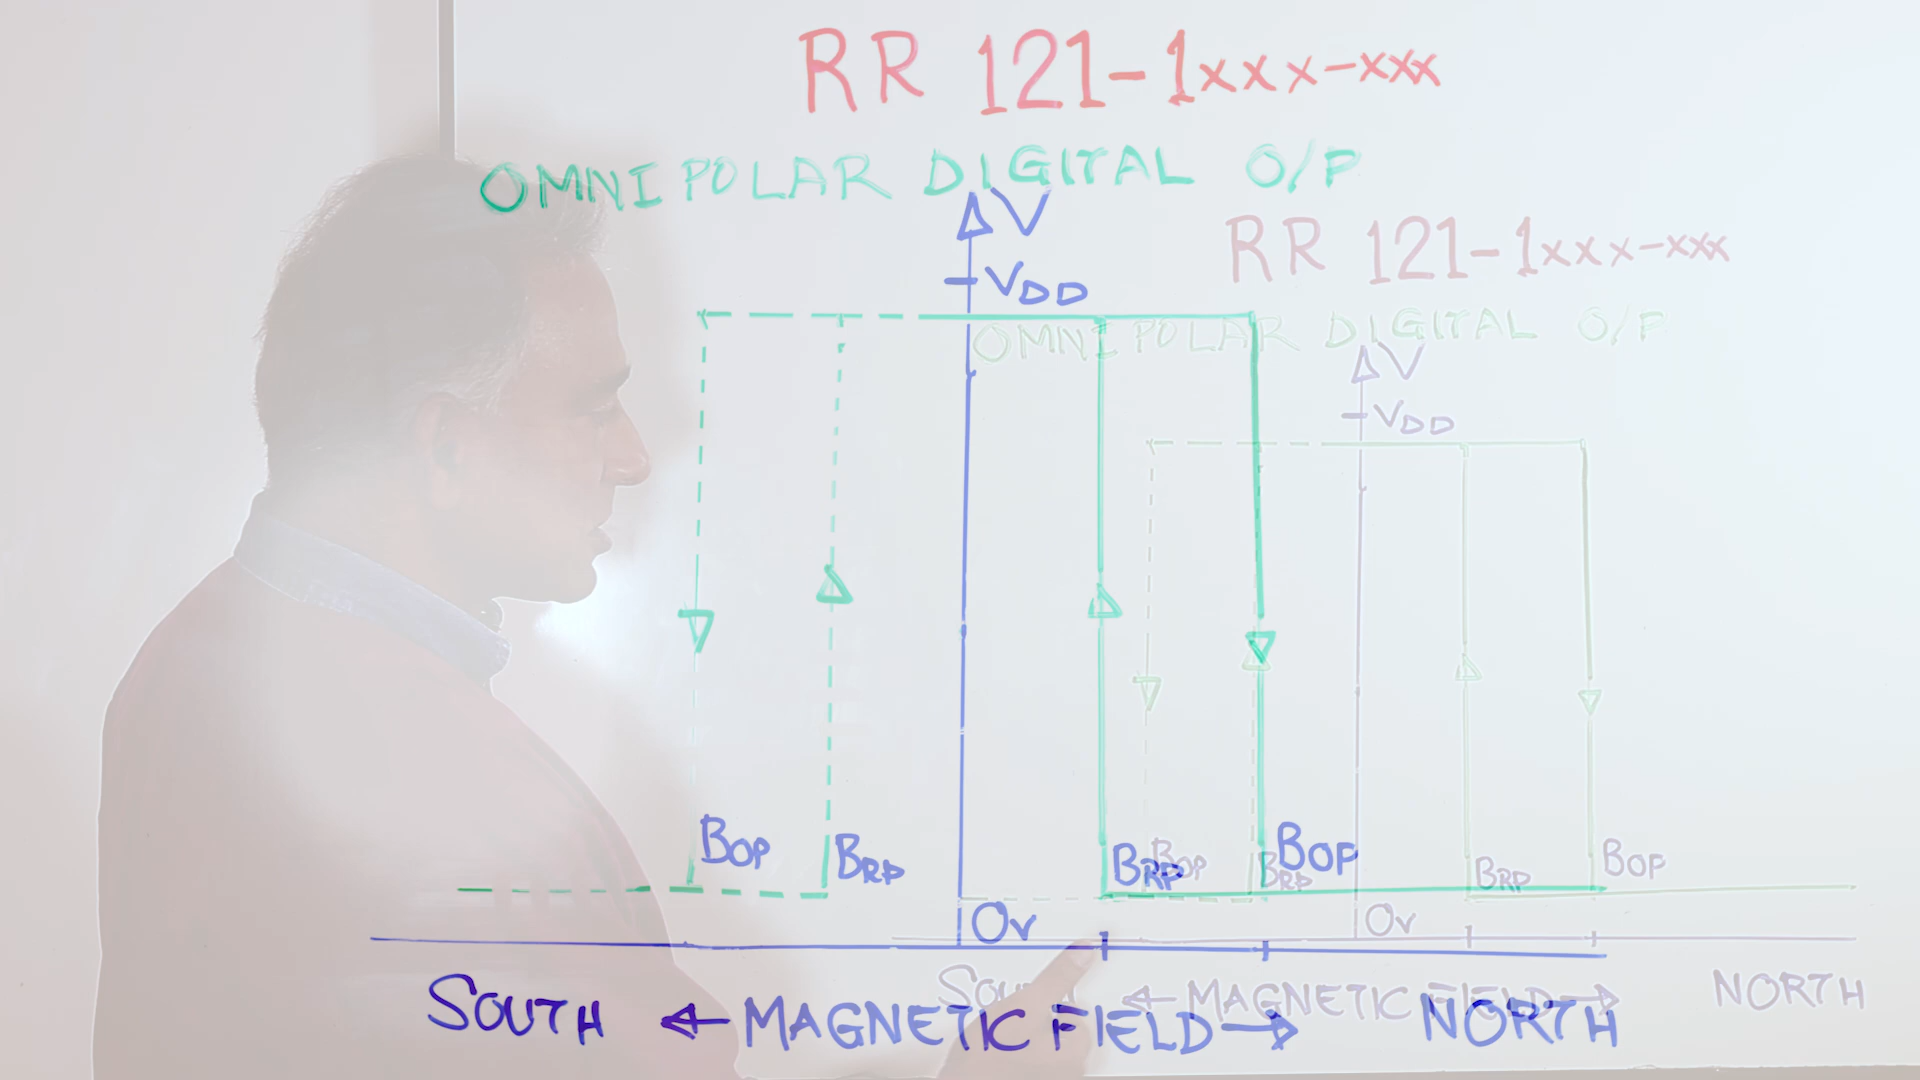 RR 121-1xxx-xxx
OMNIPOLAR DIGITAL O/P
V
VDD
BOP BRP BRP BOP
0v
SOUTH ← MAGNETIC FIELD → NORTH
RR 121-1xxx-xxx
OMNIPOLAR DIGITAL O/P
V
VDD
BOP BRP BRP BOP
0v
SOUTH ← MAGNETIC FIELD → NORTH